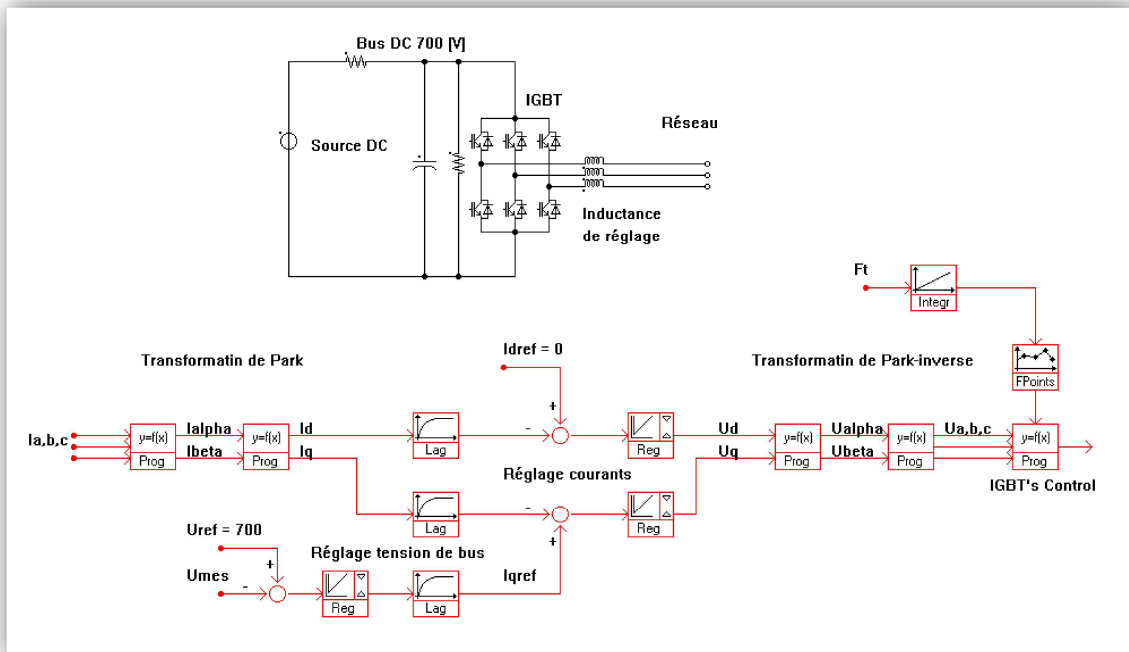 Bus DC 700 [V]
IGBT
Réseau
Source DC
Inductance
de réglage
Ft
Integr
Transformatin de Park
Idref = 0
Transformatin de Park-inverse
FPoints
+
Ia,b,c
y=f(x)
Prog
Ialpha
Ibeta
y=f(x)
Prog
Id
Iq
Lag
-
Reg
Ud
Uq
y=f(x)
Prog
Ualpha
Ubeta
y=f(x)
Prog
Ua,b,c
y=f(x)
Prog
Réglage courants
IGBT's Control
Lag
-
+
Reg
Uref = 700
Réglage tension de bus
Umes
+
-
Reg
Lag
Iqref